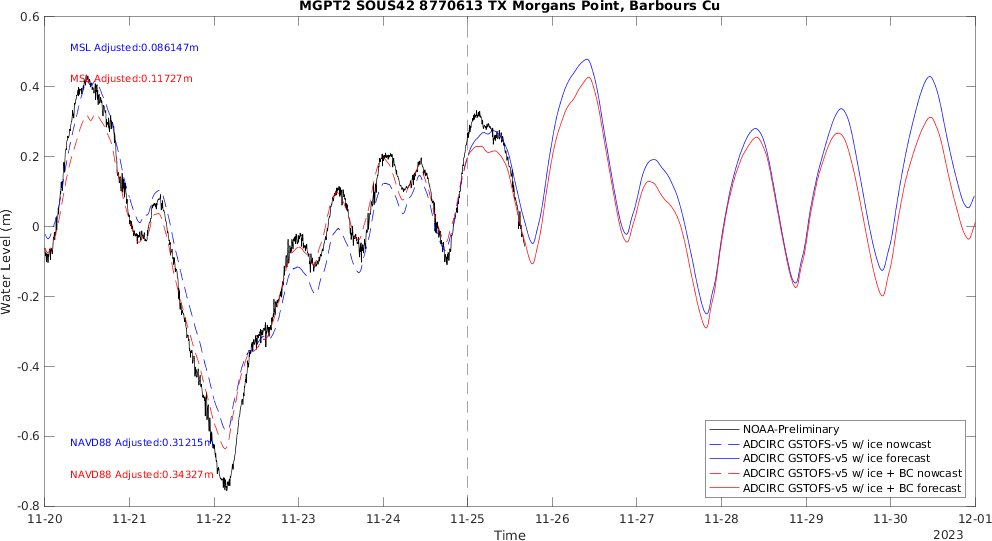 MGPT2 SOUS42 8770613 TX Morgans Point, Barbours Cu
0.6
0.4
0.2
0
-0.2
-0.4
-0.6
-0.8
Water Level (m)
MSL Adjusted:0.086147m
MSL Adjusted:0.11727m
NAVD88 Adjusted:0.31215m
NAVD88 Adjusted:0.34327m
NOAA-Preliminary
ADCIRC GSTOFS-v5 w/ ice nowcast
ADCIRC GSTOFS-v5 w/ ice forecast
ADCIRC GSTOFS-v5 w/ ice + BC nowcast
ADCIRC GSTOFS-v5 w/ ice + BC forecast
11-20 11-21 11-22 11-23 11-24 11-25 11-26 11-27 11-28 11-29 11-30 12-01
Time
2023